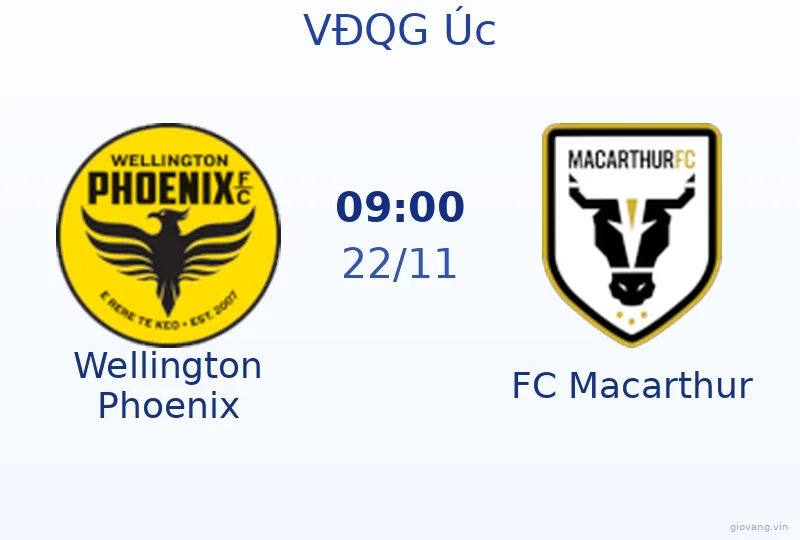 VĐQG Úc
WELLINGTON
PHOENIX FC
E RERE TE KEO • EST. 2007
MACARTHURFC
09:00
22/11
Wellington
Phoenix
FC Macarthur
giovang.vin